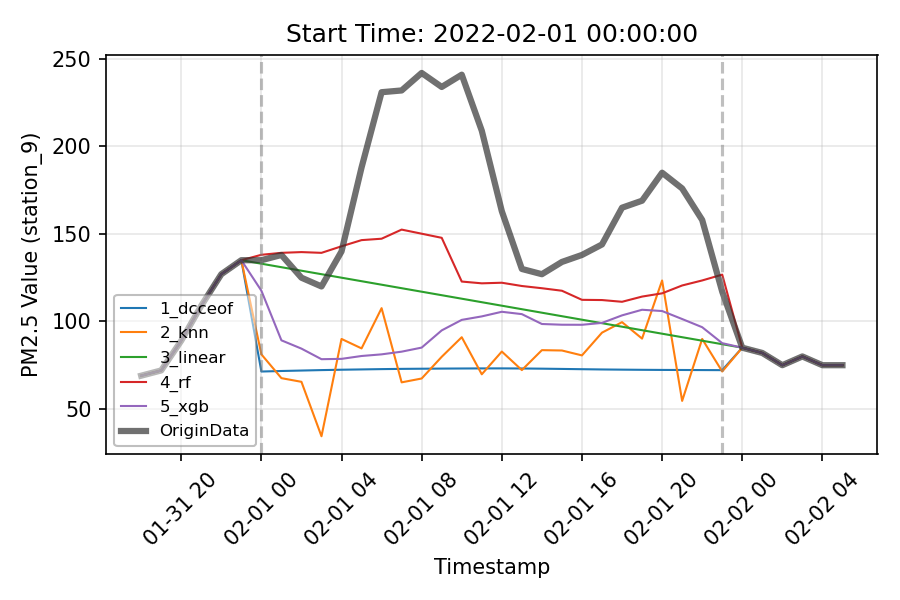 Start Time: 2022-02-01 00:00:00
PM2.5 Value (station_9)
250
200
150
100
50
1_dcceof
2_knn
3_linear
4_rf
5_xgb
OriginData
01-31 20
02-01 00
02-01 04
02-01 08
02-01 12
02-01 16
02-01 20
02-02 00
02-02 04
Timestamp